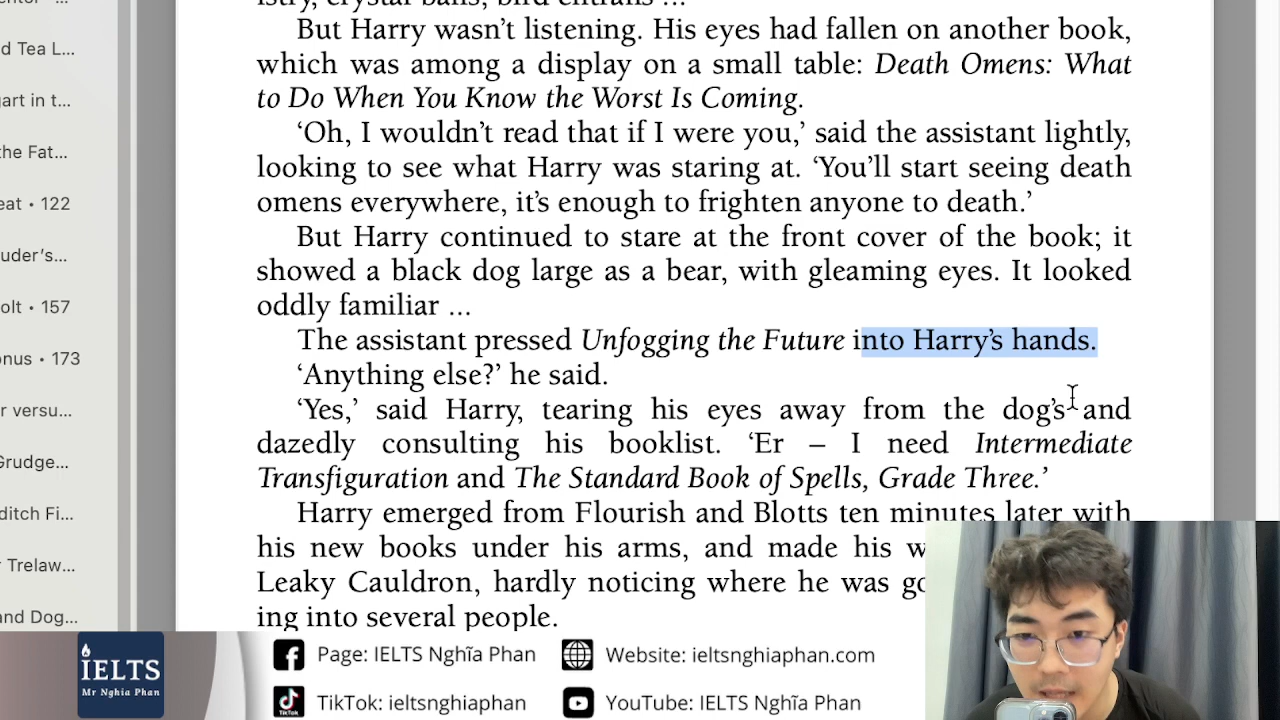 d Tea L...
gart in t...
the Fat...
eat • 122
uder's...
olt • 157
onus • 173
r versu...
Grudge...
ditch Fi...
r Trelaw...
and Dog...
istry, crystal balls, bird entrails ...
But Harry wasn't listening. His eyes had fallen on another book,
which was among a display on a small table: Death Omens: What
to Do When You Know the Worst Is Coming.
‘Oh, I wouldn't read that if I were you,’ said the assistant lightly,
looking to see what Harry was staring at. ‘You'll start seeing death
omens everywhere, it's enough to frighten anyone to death.’
But Harry continued to stare at the front cover of the book; it
showed a black dog large as a bear, with gleaming eyes. It looked
oddly familiar ...
The assistant pressed Unfogging the Future into Harry's hands.
‘Anything else?’ he said.
‘Yes,’ said Harry, tearing his eyes away from the dog's and
dazedly consulting his booklist. ‘Er – I need Intermediate
Transfiguration and The Standard Book of Spells, Grade Three.’
Harry emerged from Flourish and Blotts ten minutes later with
his new books under his arms, and made his w
Leaky Cauldron, hardly noticing where he was go
ing into several people.
IELTS
Mr Nghia Phan
Page: IELTS Nghĩa Phan
Website: ieltsnghiaphan.com
TikTok
TikTok: ieltsnghiaphan
YouTube: IELTS Nghĩa Phan